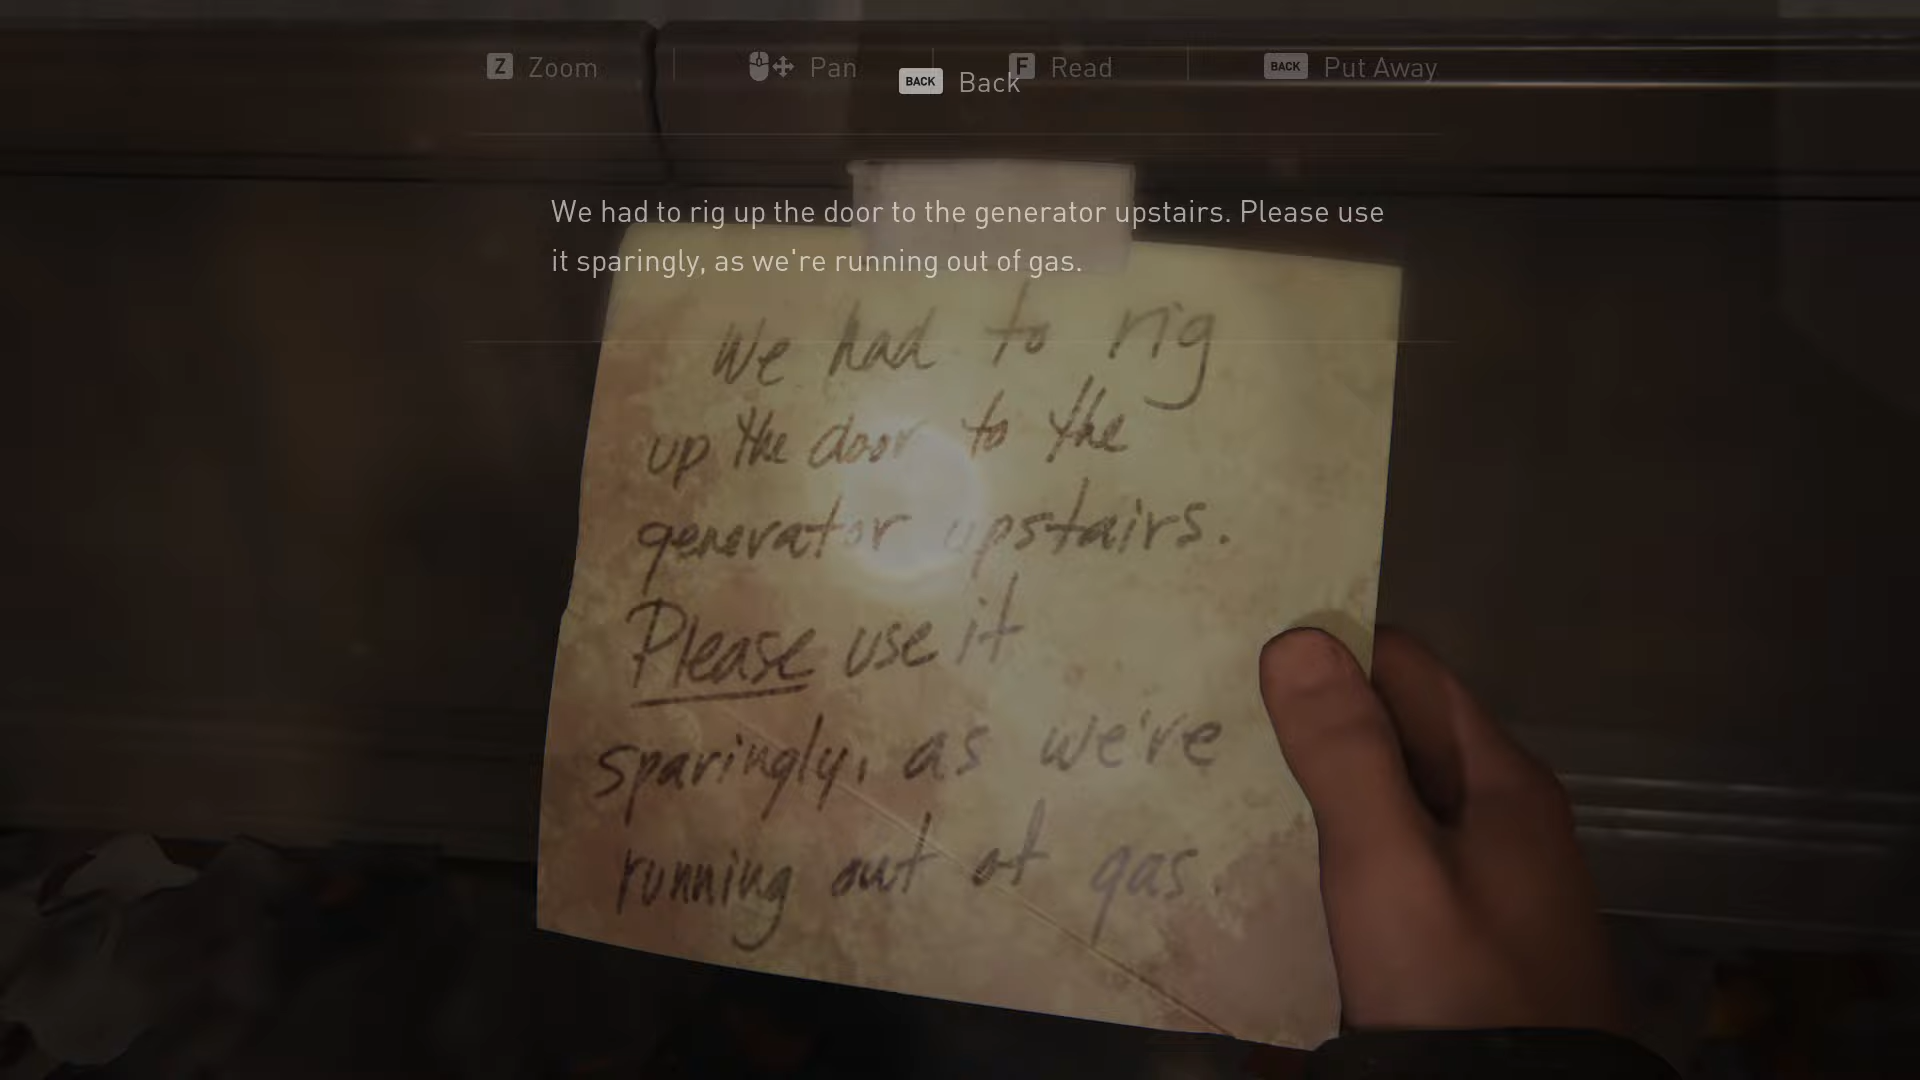 Z Zoom Pan F Read BACK Put Away
BACK Back
We had to rig up the door to the generator upstairs. Please use
it sparingly, as we're running out of gas.
We had to rig
up the door to the
generator upstairs.
Please use it
sparingly, as we're
running out of gas.